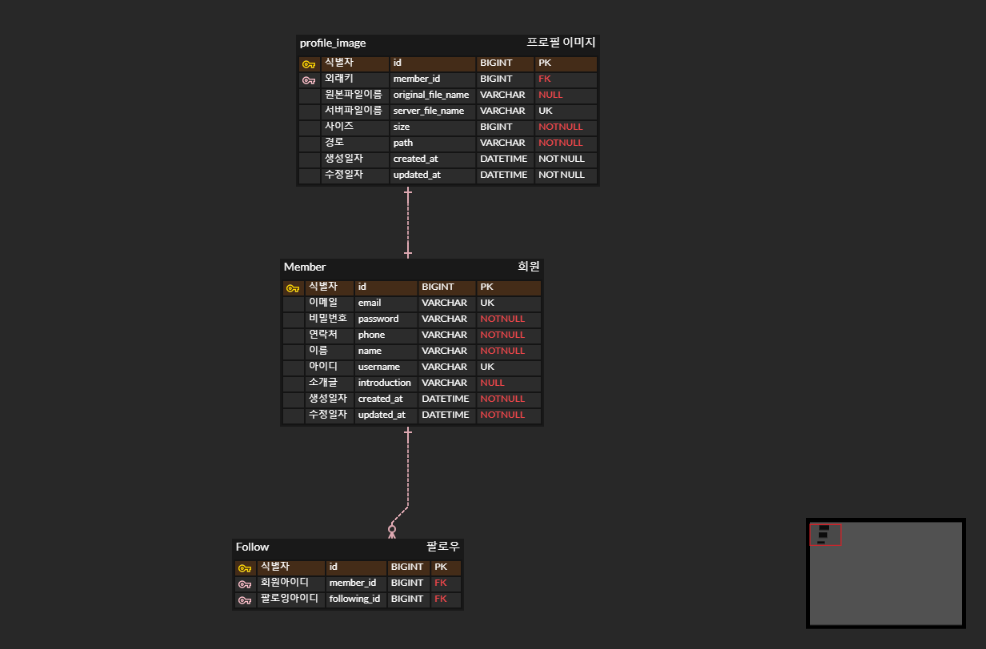 profile_image 프로필 이미지
식별자 id BIGINT PK
외래키 member_id BIGINT FK
원본파일이름 original_file_name VARCHAR NULL
서버파일이름 server_file_name VARCHAR UK
사이즈 size BIGINT NOTNULL
경로 path VARCHAR NOTNULL
생성일자 created_at DATETIME NOT NULL
수정일자 updated_at DATETIME NOT NULL
Member 회원
식별자 id BIGINT PK
이메일 email VARCHAR UK
비밀번호 password VARCHAR NOTNULL
연락처 phone VARCHAR NOTNULL
이름 name VARCHAR NOTNULL
아이디 username VARCHAR UK
소개글 introduction VARCHAR NULL
생성일자 created_at DATETIME NOTNULL
수정일자 updated_at DATETIME NOTNULL
Follow 팔로우
식별자 id BIGINT PK
회원아이디 member_id BIGINT FK
팔로잉아이디 following_id BIGINT FK